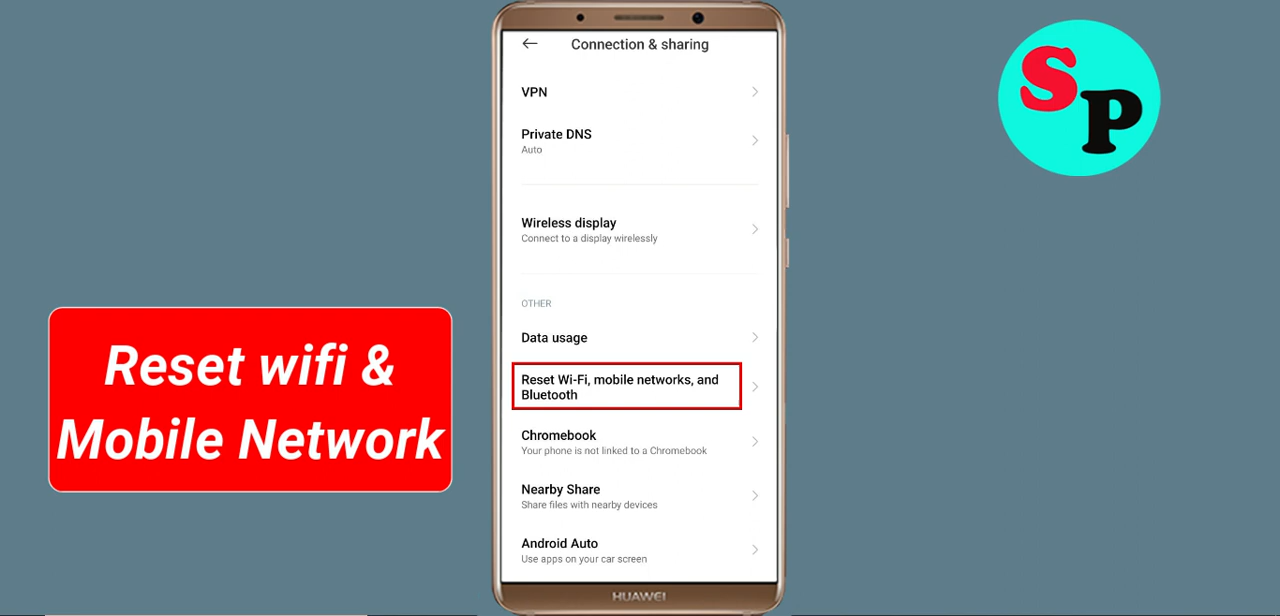 Connection & sharing
VPN
Private DNS
Auto
Wireless display
Connect to a display wirelessly
OTHER
Data usage
Reset Wi-Fi, mobile networks, and
Bluetooth
Chromebook
Your phone is not linked to a Chromebook
Nearby Share
Share files with nearby devices
Android Auto
Use apps on your car screen
HUAWEI
Reset wifi &
Mobile Network
SP